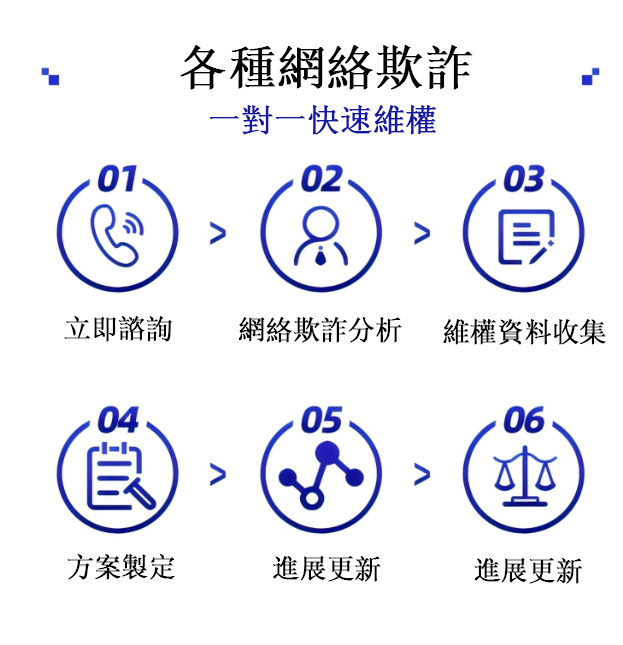 各種網絡欺詐
一對一快速維權
01
02
03
立即諮詢
網絡欺詐分析
維權資料收集
04
05
06
方案製定
進展更新
進展更新